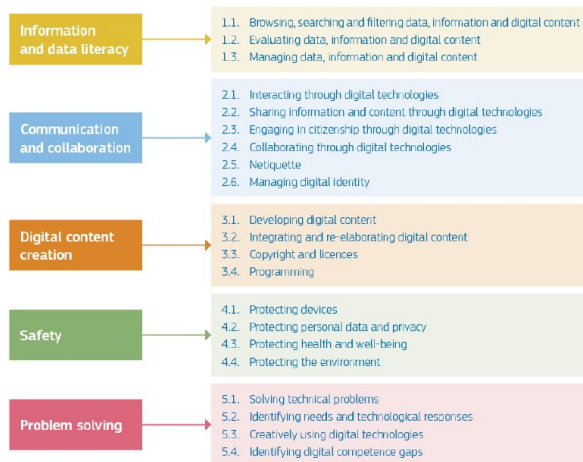 Information
and data literacy
1.1. Browsing, searching and filtering data, information and digital content
1.2. Evaluating data, information and digital content
1.3. Managing data, information and digital content
Communication
and collaboration
2.1. Interacting through digital technologies
2.2. Sharing information and content through digital technologies
2.3. Engaging in citizenship through digital technologies
2.4. Collaborating through digital technologies
2.5. Netiquette
2.6. Managing digital identity
Digital content
creation
3.1. Developing digital content
3.2. Integrating and re-elaborating digital content
3.3. Copyright and licences
3.4. Programming
Safety
4.1. Protecting devices
4.2. Protecting personal data and privacy
4.3. Protecting health and well-being
4.4. Protecting the environment
Problem solving
5.1. Solving technical problems
5.2. Identifying needs and technological responses
5.3. Creatively using digital technologies
5.4. Identifying digital competence gaps